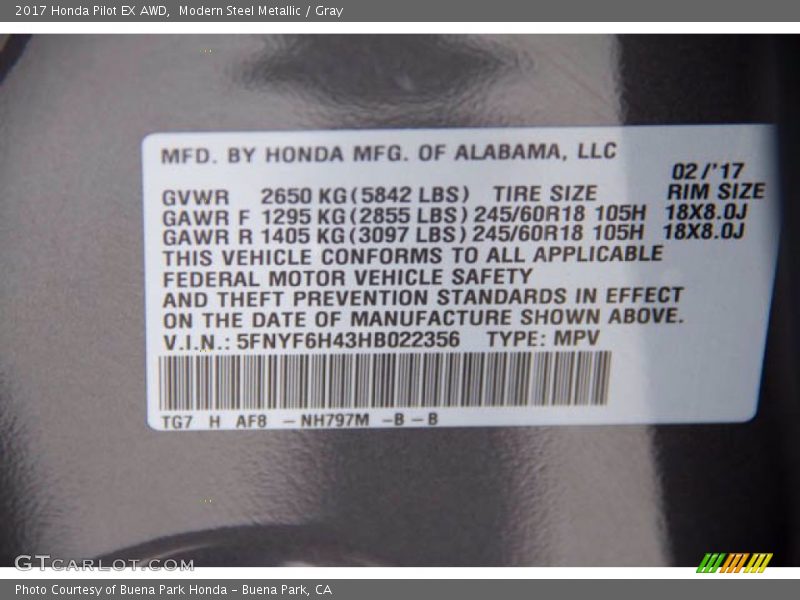 2017 Honda Pilot EX AWD,  Modern Steel Metallic / Gray
MFD. BY HONDA MFG. OF ALABAMA, LLC
02/'17
GVWR 2650 KG(5842 LBS) TIRE SIZE RIM SIZE
GAWR F 1295 KG(2855 LBS) 245/60R18 105H 18X8.0J
GAWR R 1405 KG(3097 LBS) 245/60R18 105H 18X8.0J
THIS VEHICLE CONFORMS TO ALL APPLICABLE
FEDERAL MOTOR VEHICLE SAFETY
AND THEFT PREVENTION STANDARDS IN EFFECT
ON THE DATE OF MANUFACTURE SHOWN ABOVE.
V.I.N.: 5FNYF6H43HB022356 TYPE: MPV
TG7 H AF8 -NH797M -B-B
GTCARLOT.COM
Photo Courtesy of Buena Park Honda - Buena Park, CA